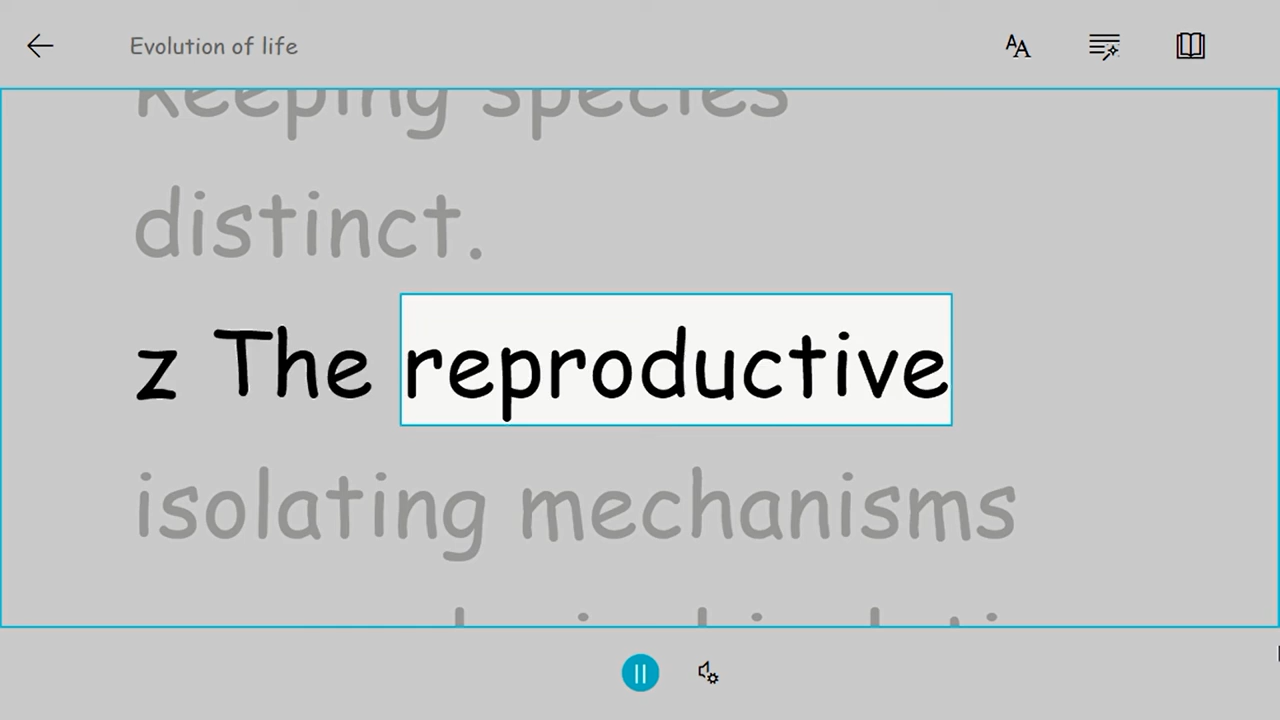 Evolution of life
keeping species
distinct.
z The reproductive
isolating mechanisms